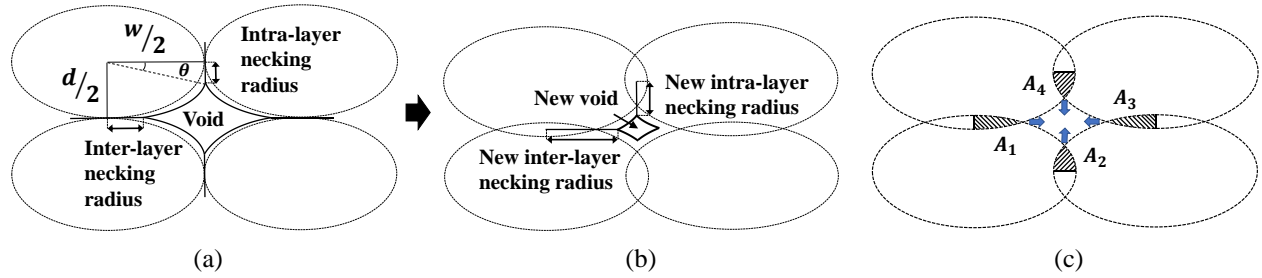 w/2
d/2
θ
Intra-layer
necking
radius
Void
Inter-layer
necking
radius
(a)
New void
New intra-layer
necking radius
New inter-layer
necking radius
(b)
A4
A3
A1
A2
(c)